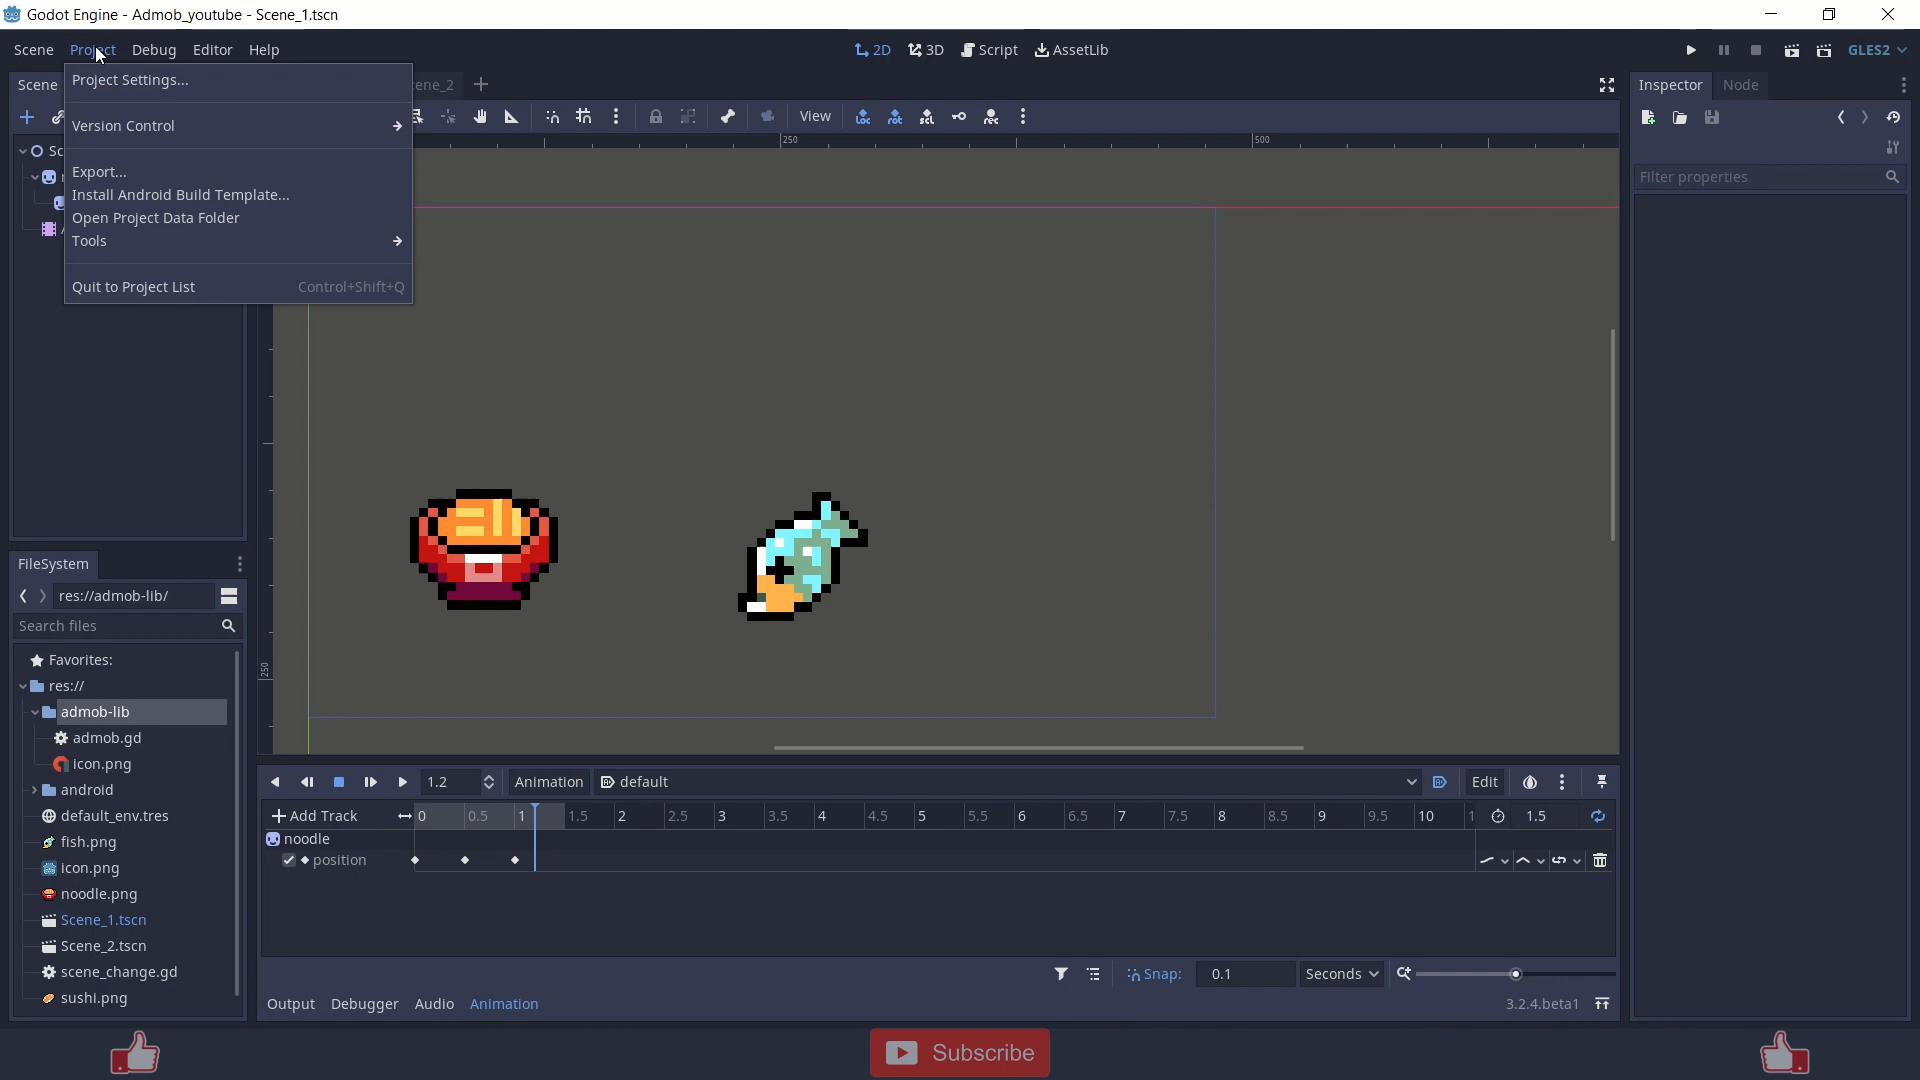 Godot Engine - Admob_youtube - Scene_1.tscn
Scene Project Debug Editor Help
2D 3D Script AssetLib
GLES2
Project Settings...
Version Control
Export...
Install Android Build Template...
Open Project Data Folder
Tools
Quit to Project List Control+Shift+Q
Scene
ene_2
View
250
500
250
Inspector Node
Filter properties
FileSystem
res://admob-lib/
Search files
Favorites:
res://
admob-lib
admob.gd
icon.png
android
default_env.tres
fish.png
icon.png
noodle.png
Scene_1.tscn
Scene_2.tscn
scene_change.gd
sushi.png
1.2 Animation default Edit
Add Track 0 0.5 1 1.5 2 2.5 3 3.5 4 4.5 5 5.5 6 6.5 7 7.5 8 8.5 9 9.5 10 1 1.5
noodle
position
Snap: 0.1 Seconds
Output Debugger Audio Animation 3.2.4.beta1
Subscribe